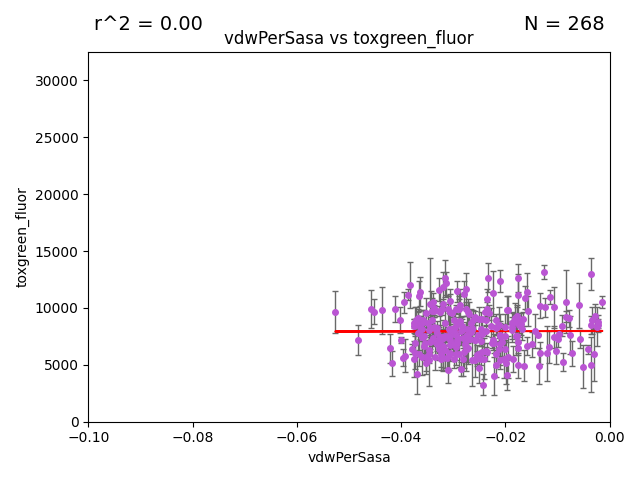 r^2 = 0.00
N = 268
vdwPerSasa vs toxgreen_fluor
30000
25000
20000
15000
10000
5000
0
toxgreen_fluor
−0.10
−0.08
−0.06
−0.04
−0.02
0.00
vdwPerSasa